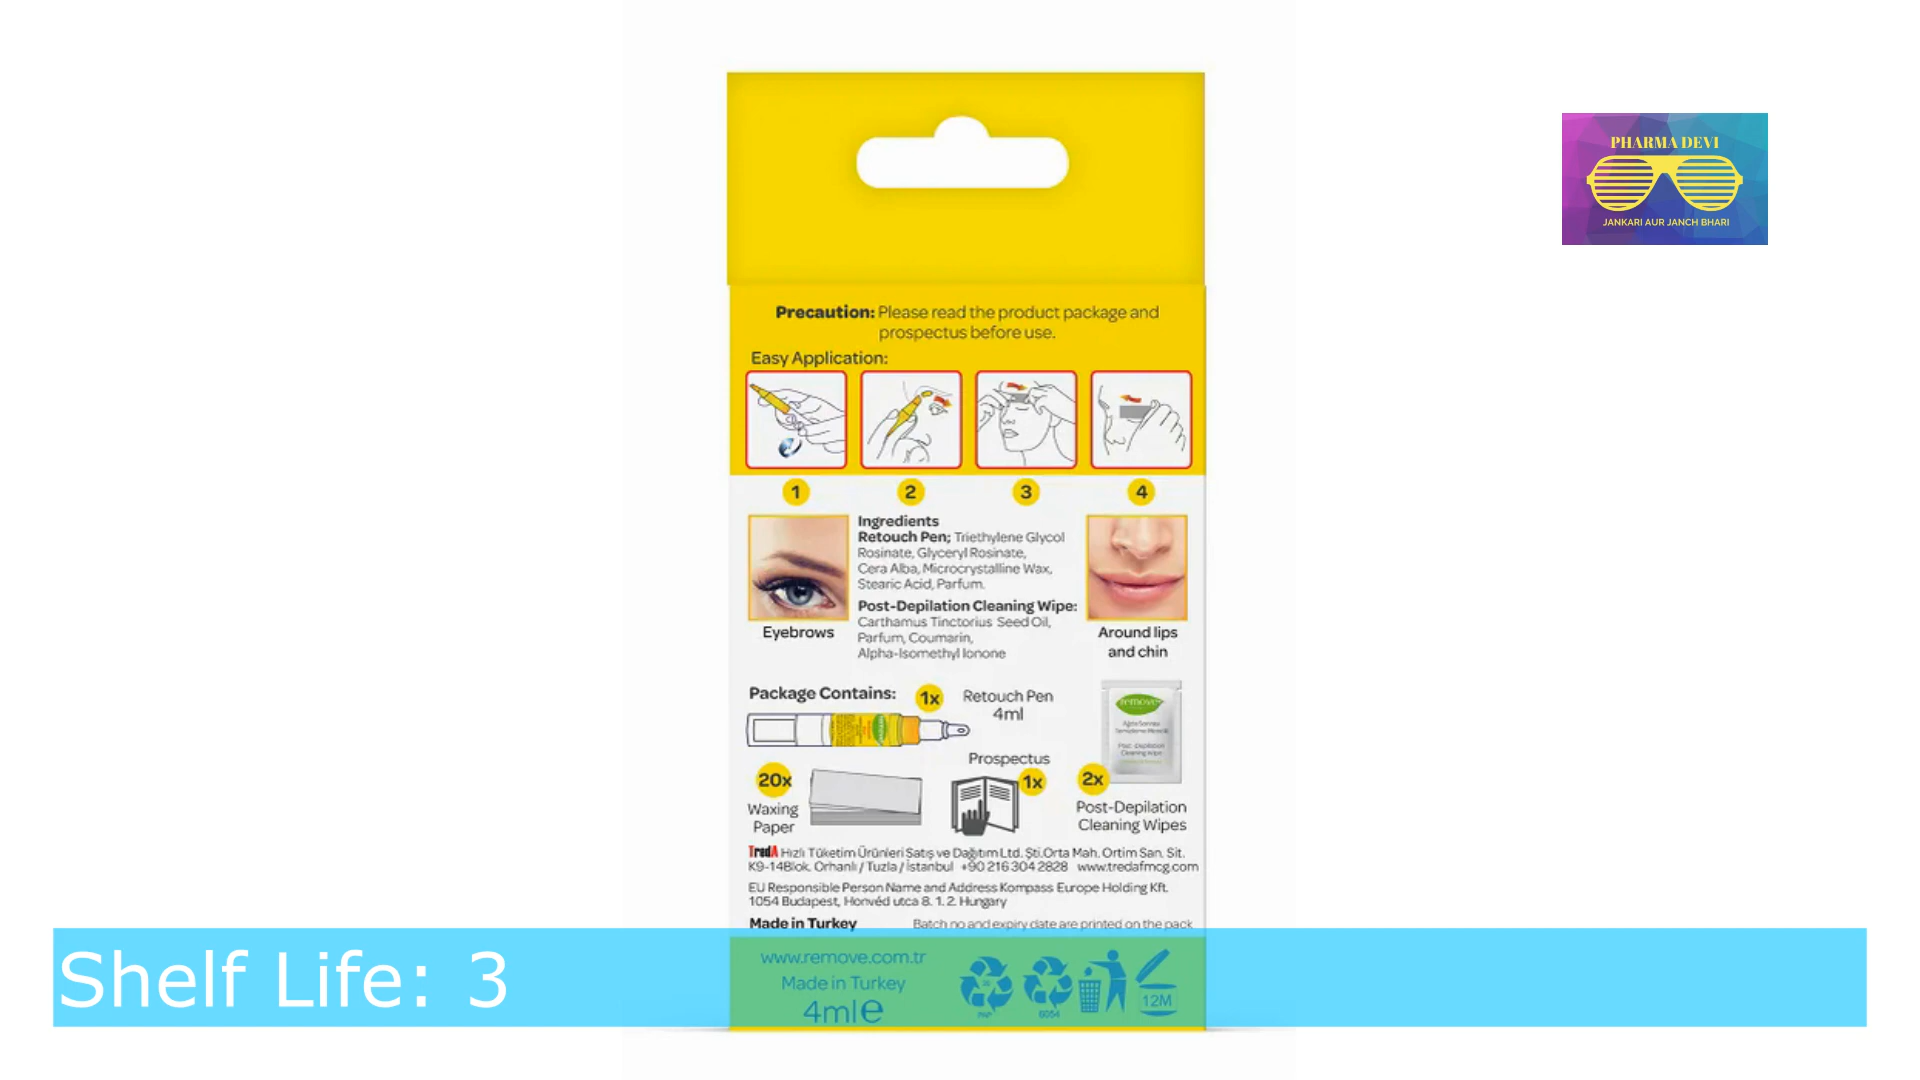 PHARMA DEVI
JANKARI AUR JANCH BHARI
Precaution: Please read the product package and
prospectus before use.
Easy Application:
1
2
3
4
Ingredients
Retouch Pen; Triethylene Glycol
Rosinate, Glyceryl Rosinate,
Cera Alba, Microcrystalline Wax,
Stearic Acid, Parfum.
Post-Depilation Cleaning Wipe:
Carthamus Tinctorius Seed Oil,
Parfum, Coumarin,
Alpha-Isomethyl Ionone
Eyebrows
Around lips
and chin
Package Contains:
1x
Retouch Pen
4ml
remove
Post-Depilation
Cleaning Wipe
Prospectus
1x
20x
Waxing
Paper
2x
Post-Depilation
Cleaning Wipes
TredA Hızlı Tüketim Ürünleri Satış ve Dağıtım Ltd. Şti.Orta Mah. Ortim San. Sit.
K9-14Blok. Orhanlı / Tuzla / İstanbul +90 216 304 2828 www.tredafmcg.com
EU Responsible Person Name and Address Kompass Europe Holding Kft.
1054 Budapest, Honvéd utca 8. 1. 2. Hungary
Made in Turkey
Batch no and expiry date are printed on the pack
www.remove.com.tr
Made in Turkey
4ml e
PAP
12M
Shelf Life: 3